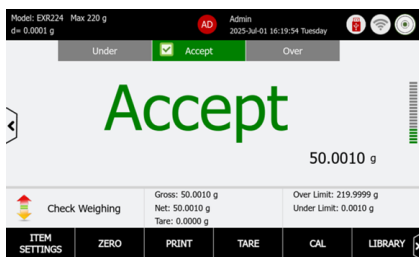 Model: EXR224 Max 220 g
d= 0.0001 g
AD
Admin
2025-Jul-01 16:19:54 Tuesday
Under
Accept
Over
Accept
50.0010 g
Check Weighing
Gross: 50.0010 g
Net: 50.0010 g
Tare: 0.0000 g
Over Limit: 219.9999 g
Under Limit: 0.0010 g
ITEM
SETTINGS
ZERO
PRINT
TARE
CAL
LIBRARY